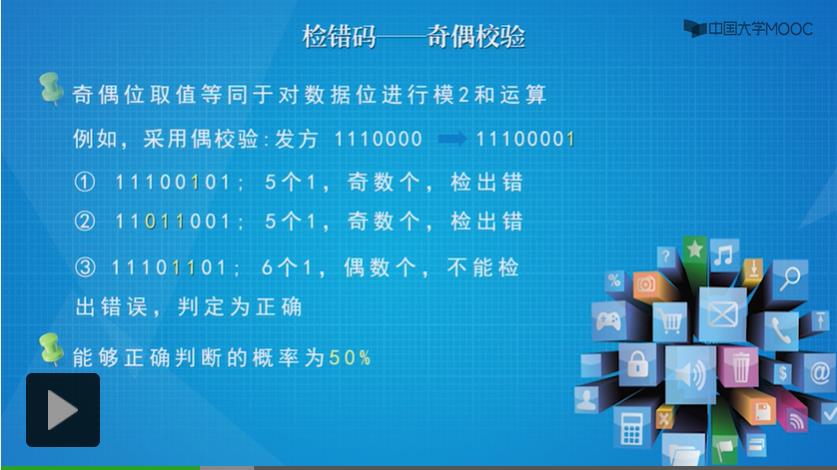 检错码——奇偶校验
中国大学MOOC
奇偶位取值等同于对数据位进行模2和运算
例如，采用偶校验:发方 1110000 11100001
① 11100101; 5个1，奇数个，检出错
② 11011001; 5个1，奇数个，检出错
③ 11101101; 6个1，偶数个，不能检
出错误，判定为正确
能够正确判断的概率为50%